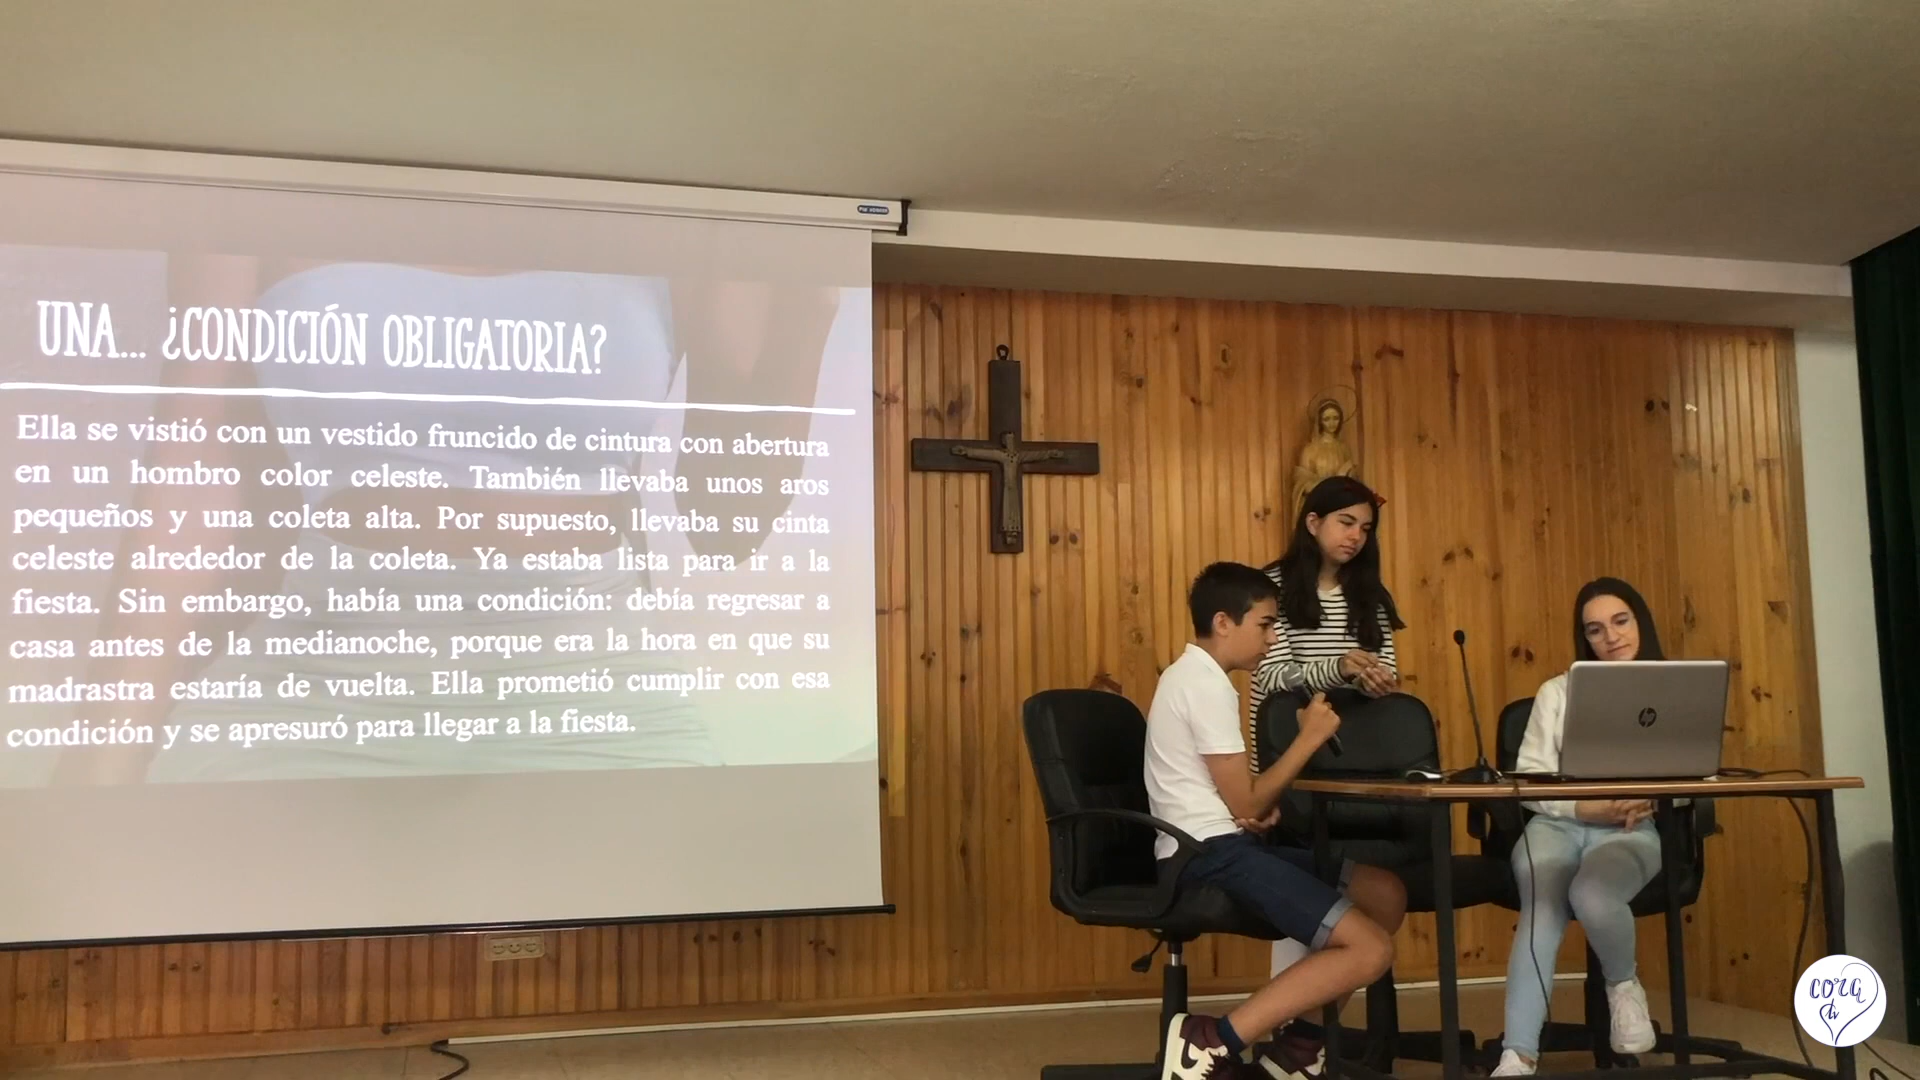 UNA... ¿CONDICIÓN OBLIGATORIA?
Ella se vistió con un vestido fruncido de cintura con abertura
en un hombro color celeste. También llevaba unos aros
pequeños y una coleta alta. Por supuesto, llevaba su cinta
celeste alrededor de la coleta. Ya estaba lista para ir a la
fiesta. Sin embargo, había una condición: debía regresar a
casa antes de la medianoche, porque era la hora en que su
madrastra estaría de vuelta. Ella prometió cumplir con esa
condición y se apresuró para llegar a la fiesta.
hp